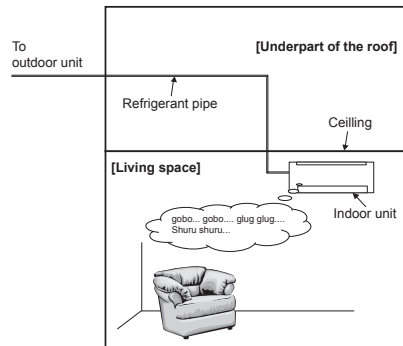 To
outdoor unit
[Underpart of the roof]
Refrigerant pipe
Ceilling
[Living space]
Indoor unit
gobo... gobo.... glug glug....
Shuru shuru...